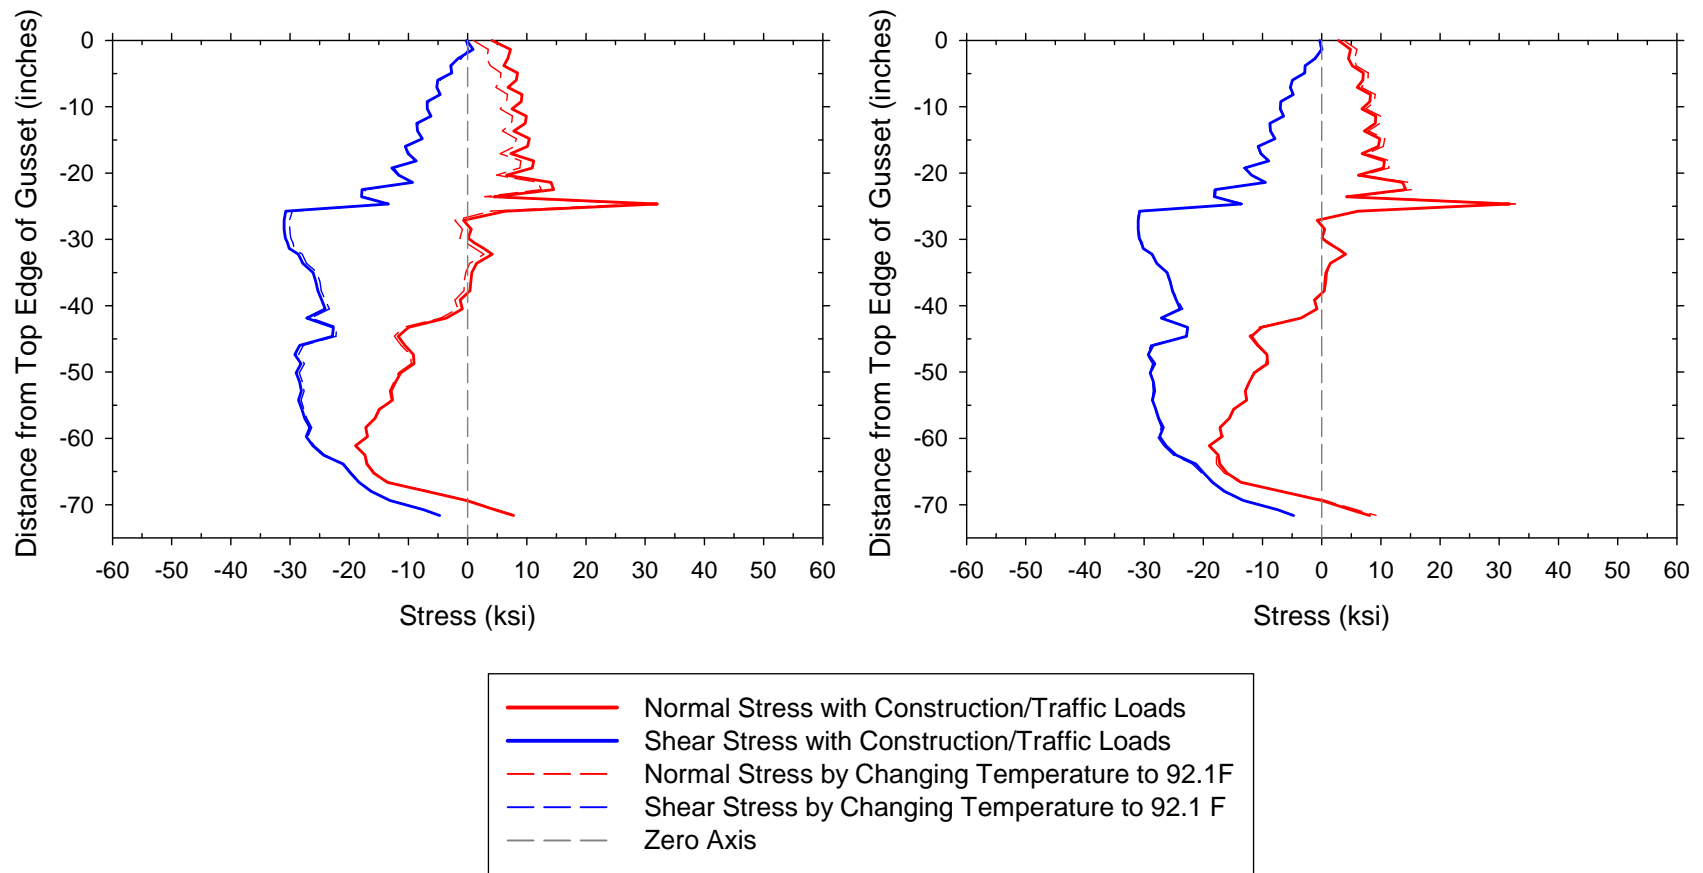 Distance from Top Edge of Gusset (inches)
0
-10
-20
-30
-40
-50
-60
-70
-60 -50 -40 -30 -20 -10 0 10 20 30 40 50 60
Stress (ksi)
Distance from Top Edge of Gusset (inches)
0
-10
-20
-30
-40
-50
-60
-70
-60 -50 -40 -30 -20 -10 0 10 20 30 40 50 60
Stress (ksi)
Normal Stress with Construction/Traffic Loads
Shear Stress with Construction/Traffic Loads
Normal Stress by Changing Temperature to 92.1F
Shear Stress by Changing Temperature to 92.1 F
Zero Axis